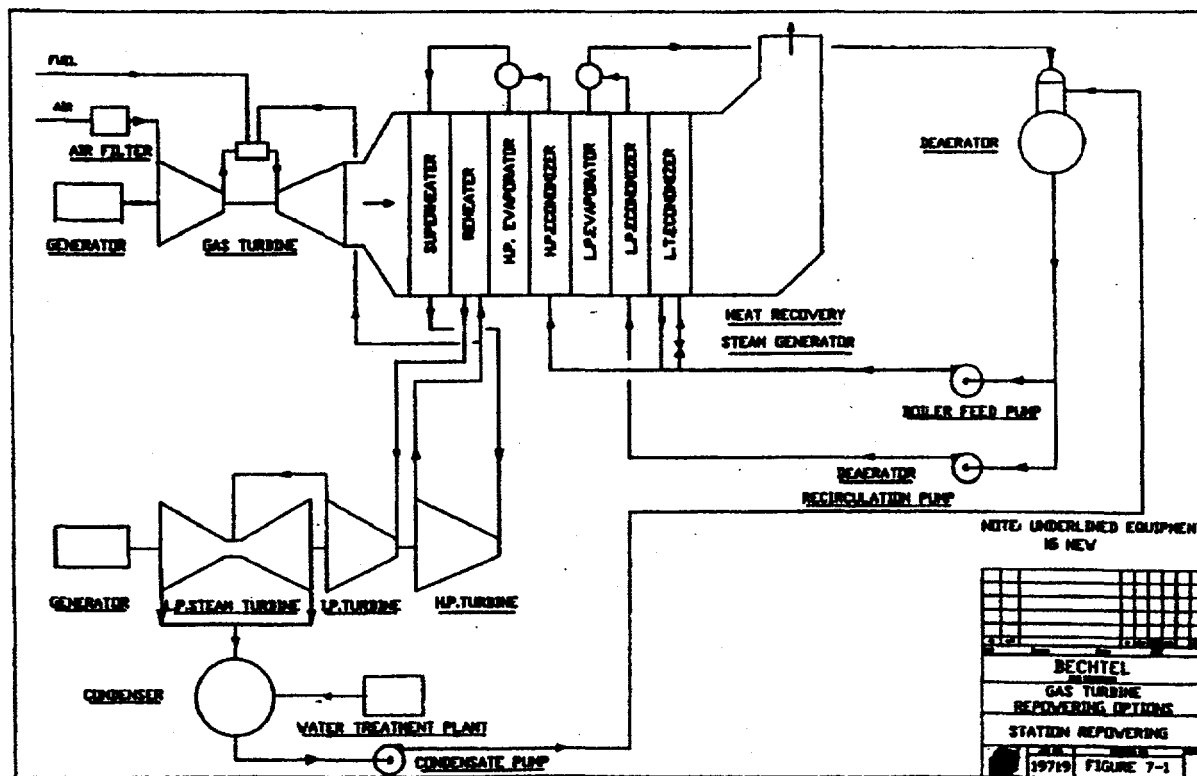 FUEL
AIR
AIR FILTER
GENERATOR
GAS TURBINE
SUPERHEATER
REHEATER
H.P. EVAPORATOR
H.P.ECONOMIZER
L.P.EVAPORATOR
L.P.ECONOMIZER
L.T.ECONOMIZER
DEAERATOR
HEAT RECOVERY
STEAM GENERATOR
BOILER FEED PUMP
DEAERATOR
RECIRCULATION PUMP
NOTE: UNDERLINED EQUIPMEN
IS NEW
GENERATOR
L.P.STEAM TURBINE
I.P.TURBINE
H.P.TURBINE
CONDENSER
WATER TREATMENT PLANT
CONDENSATE PUMP
BECHTEL
GAS TURBINE
REPOWERING OPTIONS
STATION REPOWERING
19719
FIGURE 7-1